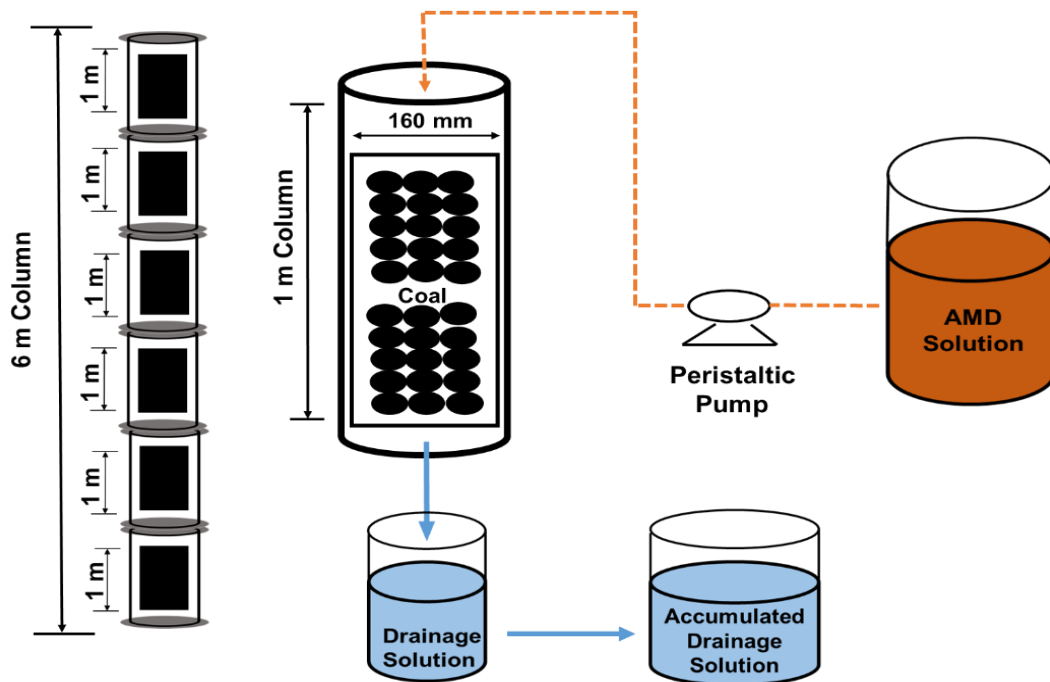 6 m Column
1 m
1 m
1 m
1 m
1 m
1 m
1 m Column
160 mm
Coal
Peristaltic
Pump
AMD
Solution
Drainage
Solution
Accumulated
Drainage
Solution